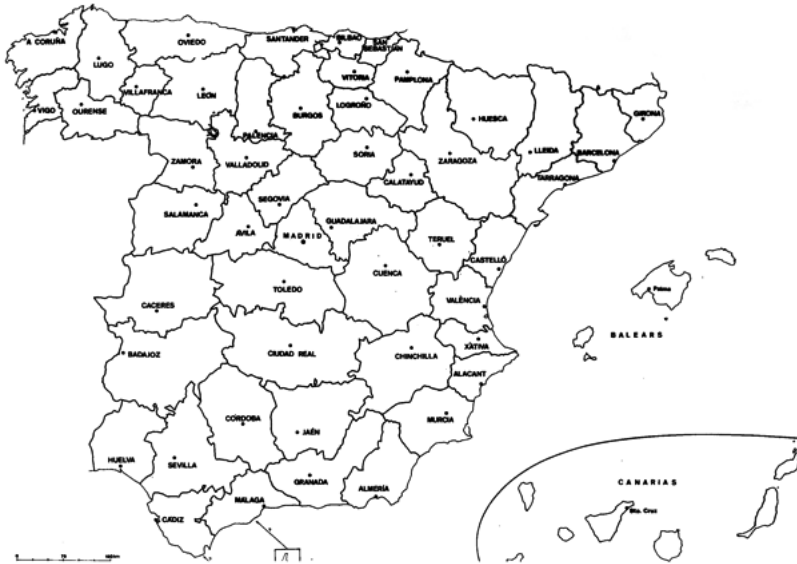 A CORUÑA
LUGO
OVIEDO
SANTANDER
BILBAO
SAN
SEBASTIÁN
VILLAFRANCA
LEÓN
PALENCIA
BURGOS
VITORIA
LOGROÑO
PAMPLONA
HUESCA
LLEIDA
BARCELONA
GIRONA
VIGO
OURENSE
ZAMORA
VALLADOLID
SORIA
CALATAYUD
ZARAGOZA
TARRAGONA
SALAMANCA
ÁVILA
SEGOVIA
MADRID
GUADALAJARA
TERUEL
CASTELLÓ
CACERES
TOLEDO
CUENCA
VALÈNCIA
Palma
BALEARS
BADAJOZ
CIUDAD REAL
CHINCHILLA
XÀTIVA
ALACANT
HUELVA
SEVILLA
CÓRDOBA
JAÉN
MURCIA
CÁDIZ
MÁLAGA
GRANADA
ALMERÍA
CANARIAS
Sta. Cruz